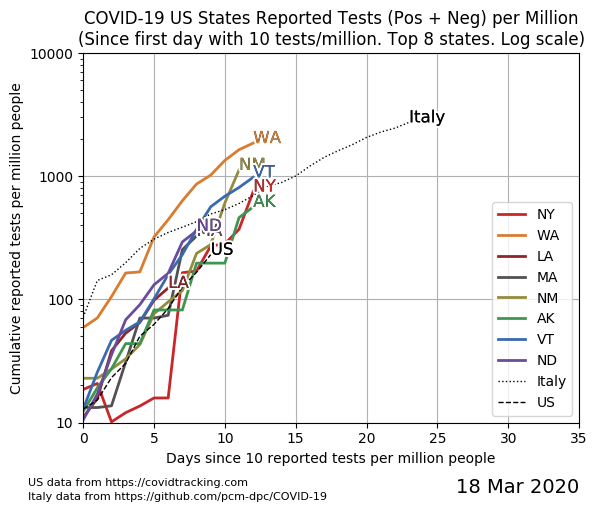 COVID-19 US States Reported Tests (Pos + Neg) per Million
(Since first day with 10 tests/million. Top 8 states. Log scale)
Cumulative reported tests per million people
10000
1000
100
10
Italy
WA
NM
VT
NY
AK
ND
US
LA
NY
WA
LA
MA
NM
AK
VT
ND
Italy
US
0
5
10
15
20
25
30
35
Days since 10 reported tests per million people
US data from https://covidtracking.com
Italy data from https://github.com/pcm-dpc/COVID-19
18 Mar 2020